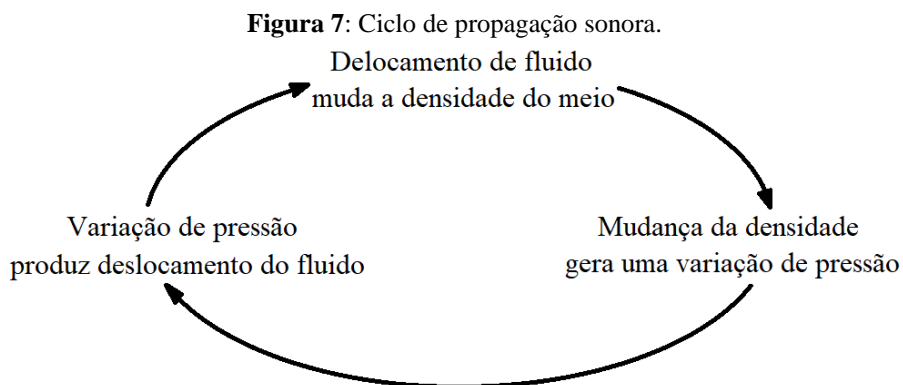 Figura 7: Ciclo de propagação sonora.
Delocamento de fluido
muda a densidade do meio
Mudança da densidade
gera uma variação de pressão
Variação de pressão
produz deslocamento do fluido